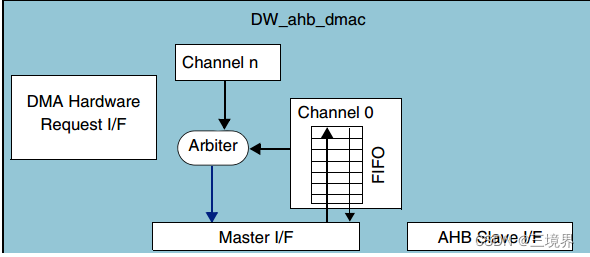 DW_ahb_dmac
Channel n
DMA Hardware
Request I/F
Channel 0
Arbiter
FIFO
Master I/F
AHB Slave I/F
CSDN @三境界